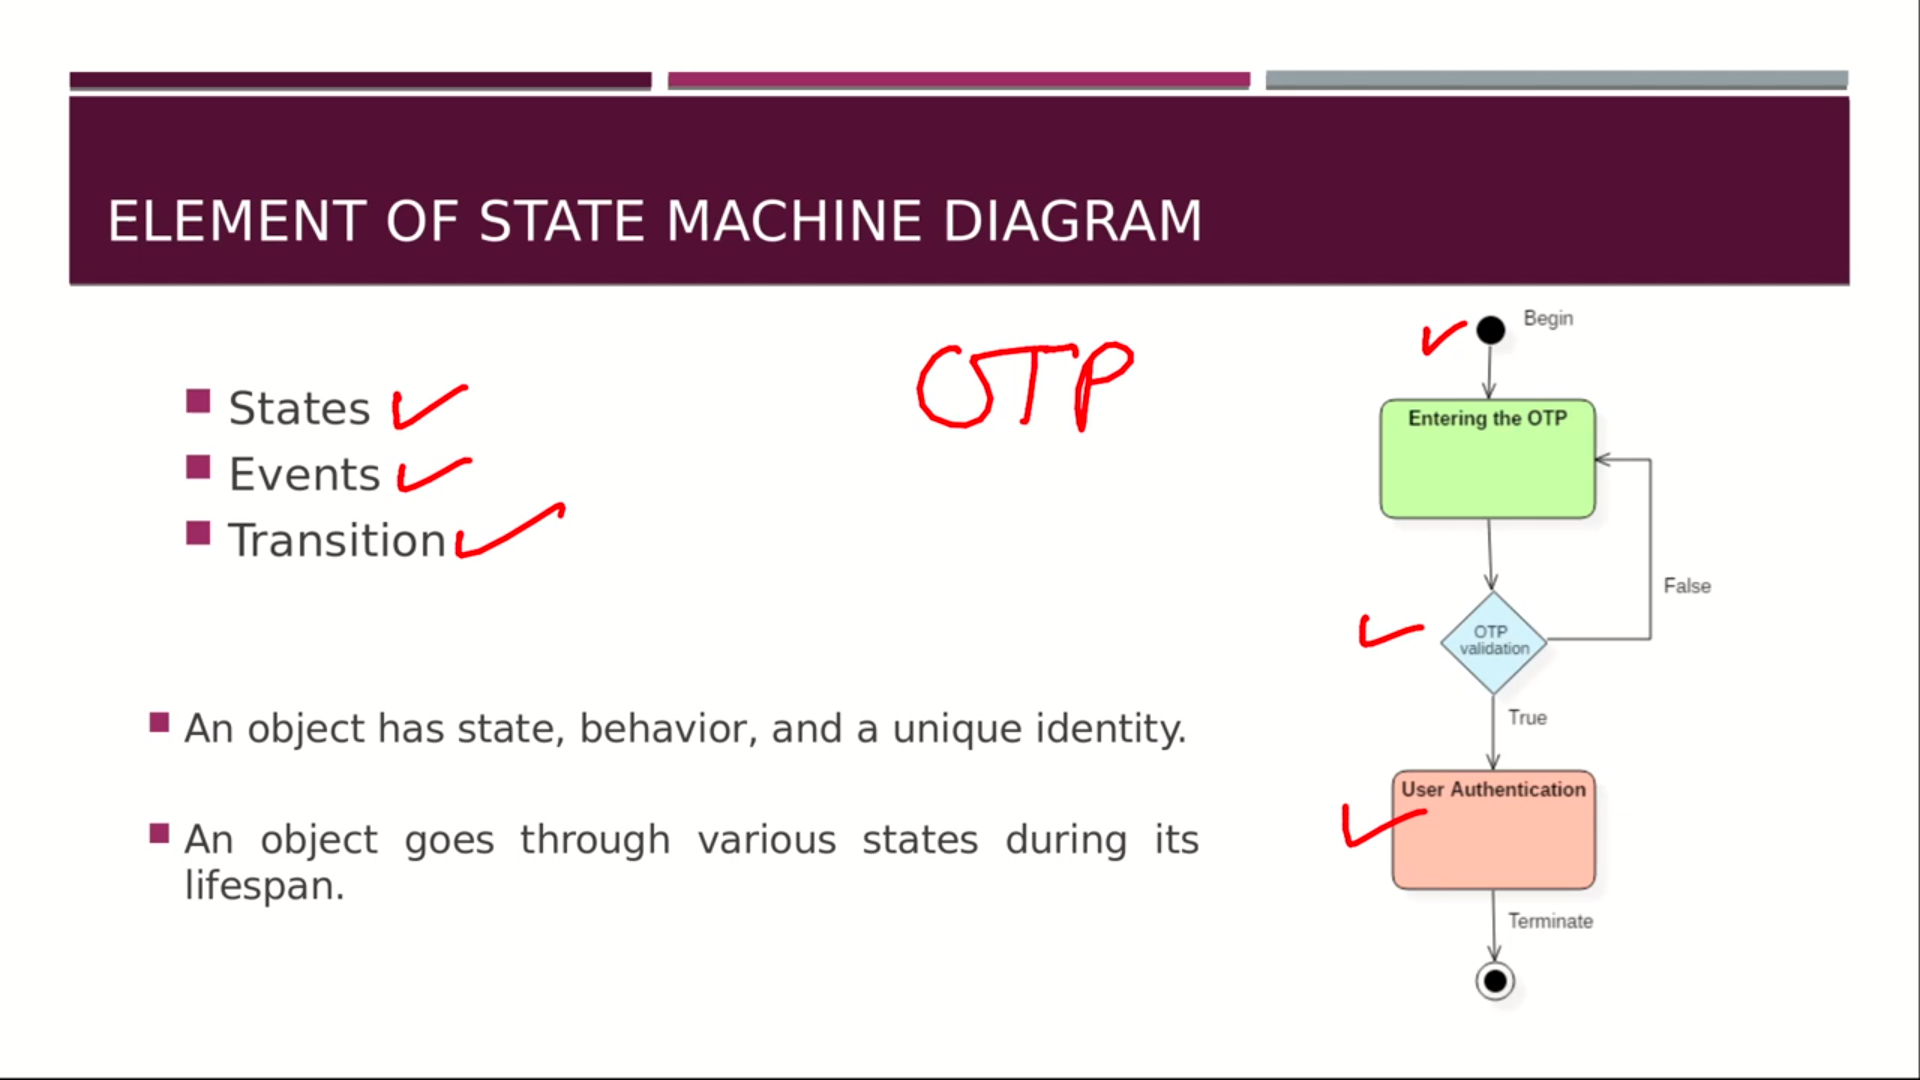 ELEMENT OF STATE MACHINE DIAGRAM
States
Events
Transition
OTP
An object has state, behavior, and a unique identity.
An object goes through various states during its
lifespan.
Begin
Entering the OTP
False
OTP
validation
True
User Authentication
Terminate